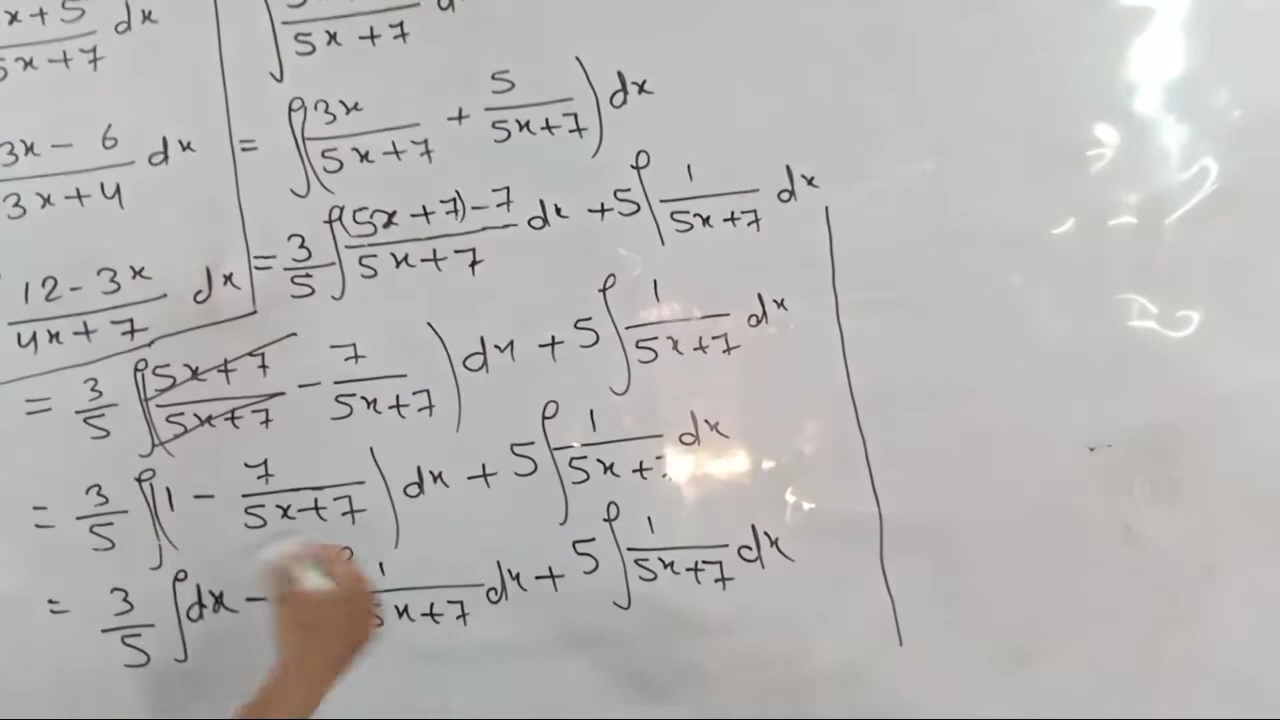 x+5/5x+7 dx
3x - 6/3x+4 dx
12-3x/4x+7 dx
∫ /5x+7
= ∫(3x/5x+7 + 5/5x+7) dx
= 3/5 ∫ (5x+7)-7/5x+7 dx + 5∫ 1/5x+7 dx
= 3/5 ∫(5x+7/5x+7 - 7/5x+7) dx + 5∫ 1/5x+7 dx
= 3/5 ∫(1 - 7/5x+7) dx + 5∫ 1/5x+ dx
= 3/5 ∫dx - 1/5x+7 dx + 5∫ 1/5x+7 dx